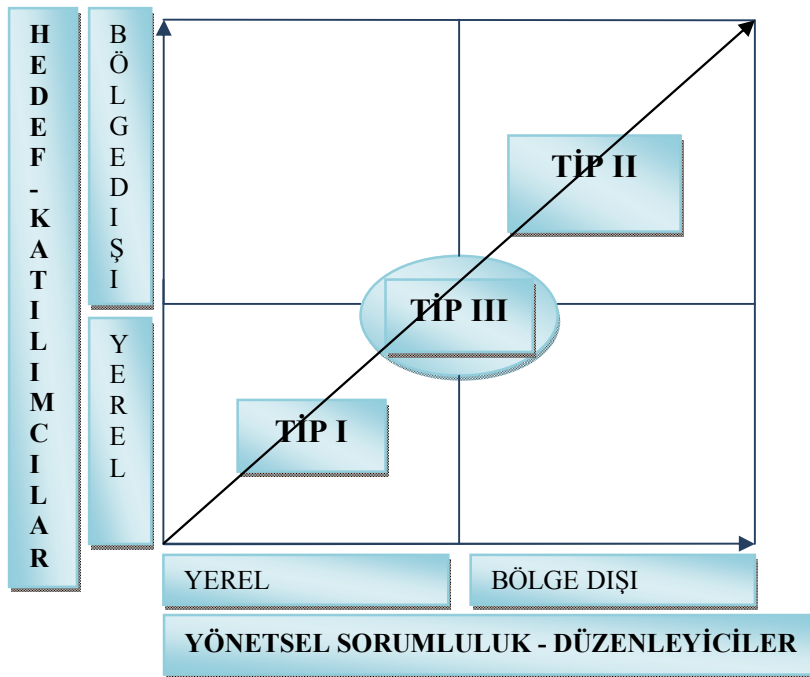 HEDEF-KATILIMCILAR
BÖLGEDIŞI
YEREL
TİP II
TİP III
TİP I
YEREL
BÖLGE DIŞI
YÖNETSEL SORUMLULUK - DÜZENLEYİCİLER